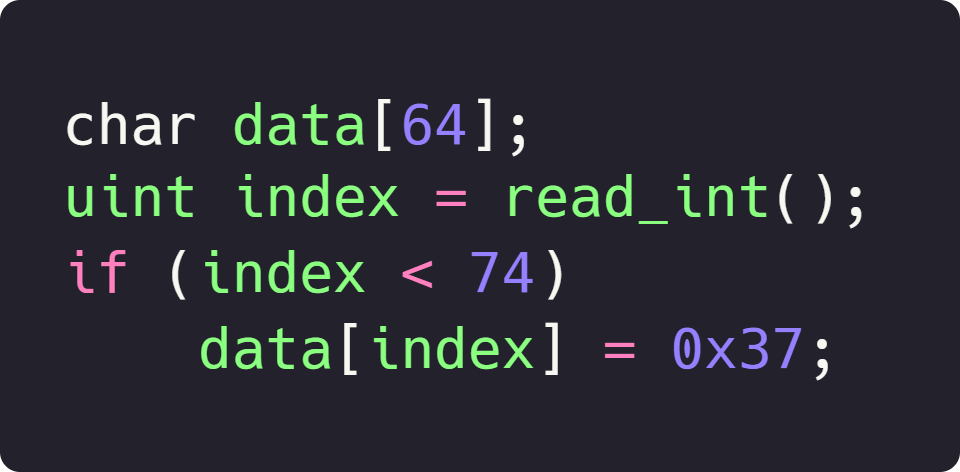 char data[64];
uint index = read_int();
if (index < 74)
    data[index] = 0x37;